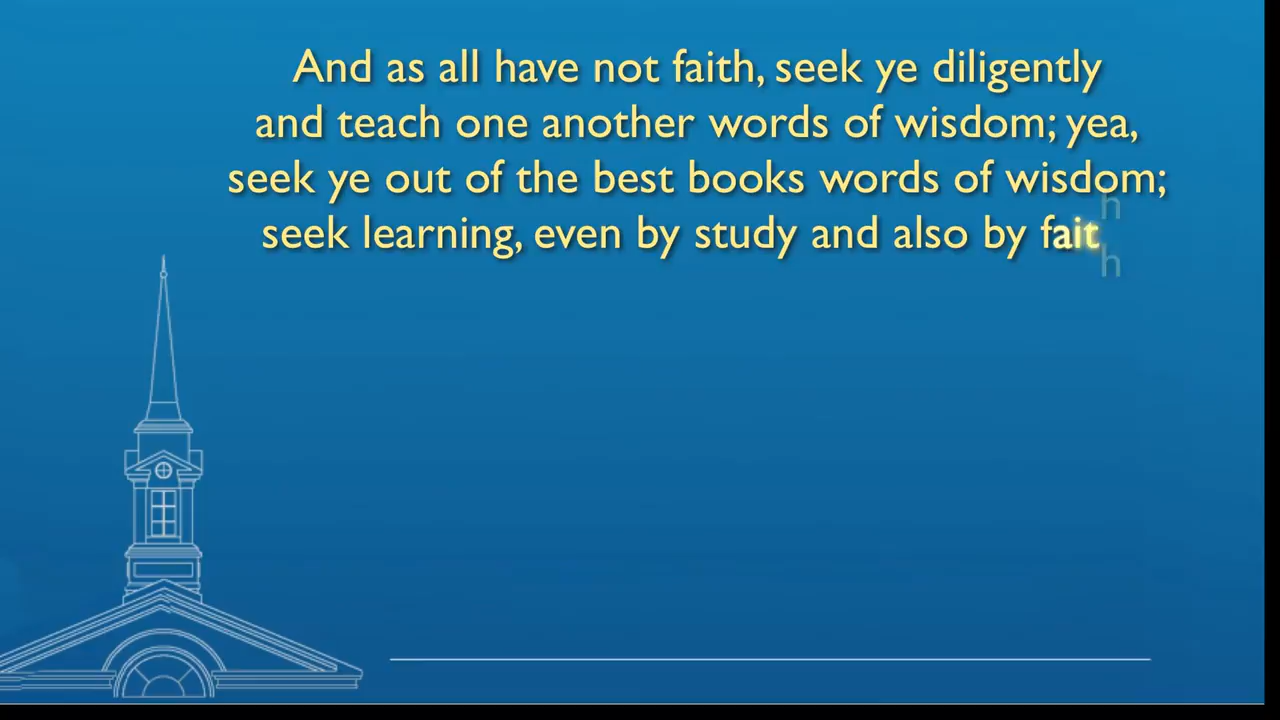 And as all have not faith, seek ye diligently
and teach one another words of wisdom; yea,
seek ye out of the best books words of wisdom;
seek learning, even by study and also by faith